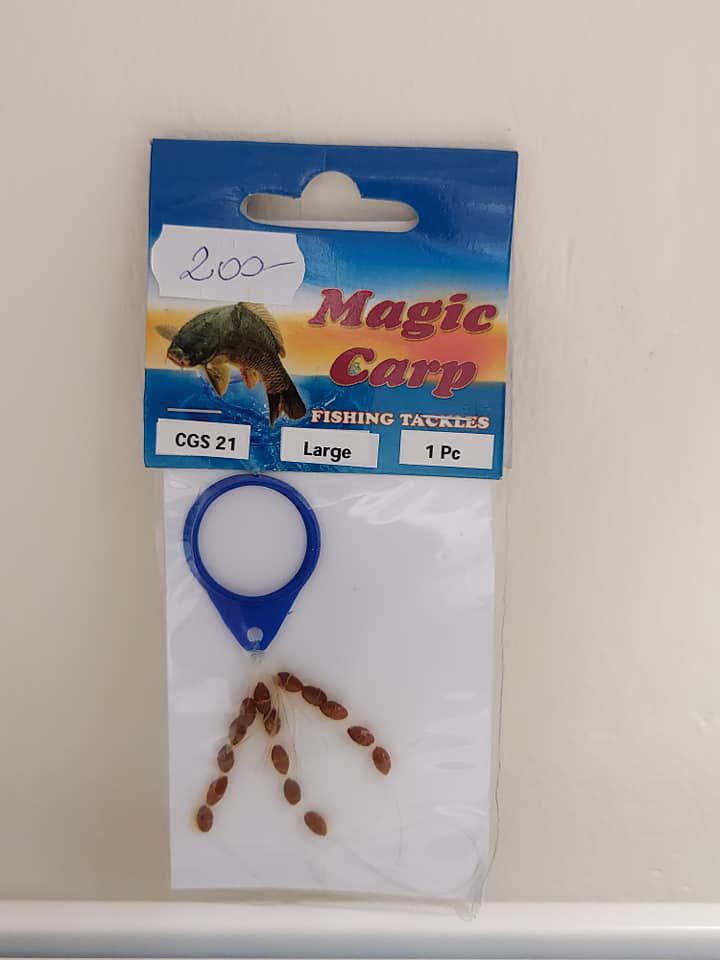 200-
Magic
Carp
FISHING TACKLES
CGS 21
Large
1 Pc